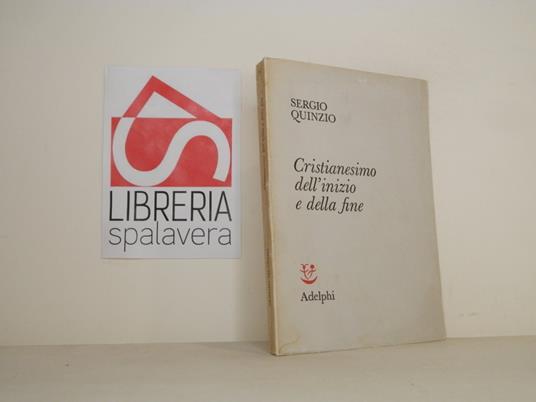 LIBRERIA
spalavera
SERGIO
QUINZIO
Cristianesimo
dell'inizio
e della fine
Adelphi